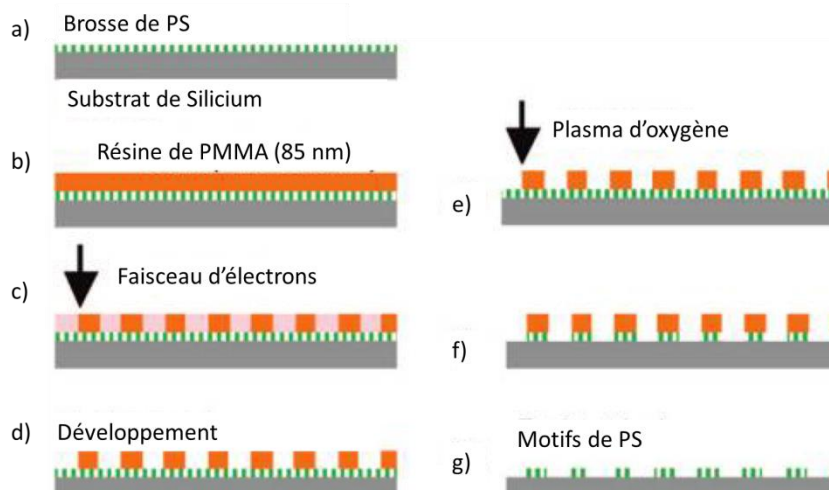 a) Brosse de PS
Substrat de Silicium
b) Résine de PMMA (85 nm)
c) Faisceau d’électrons
d) Développement
e) Plasma d’oxygène
f)
g) Motifs de PS